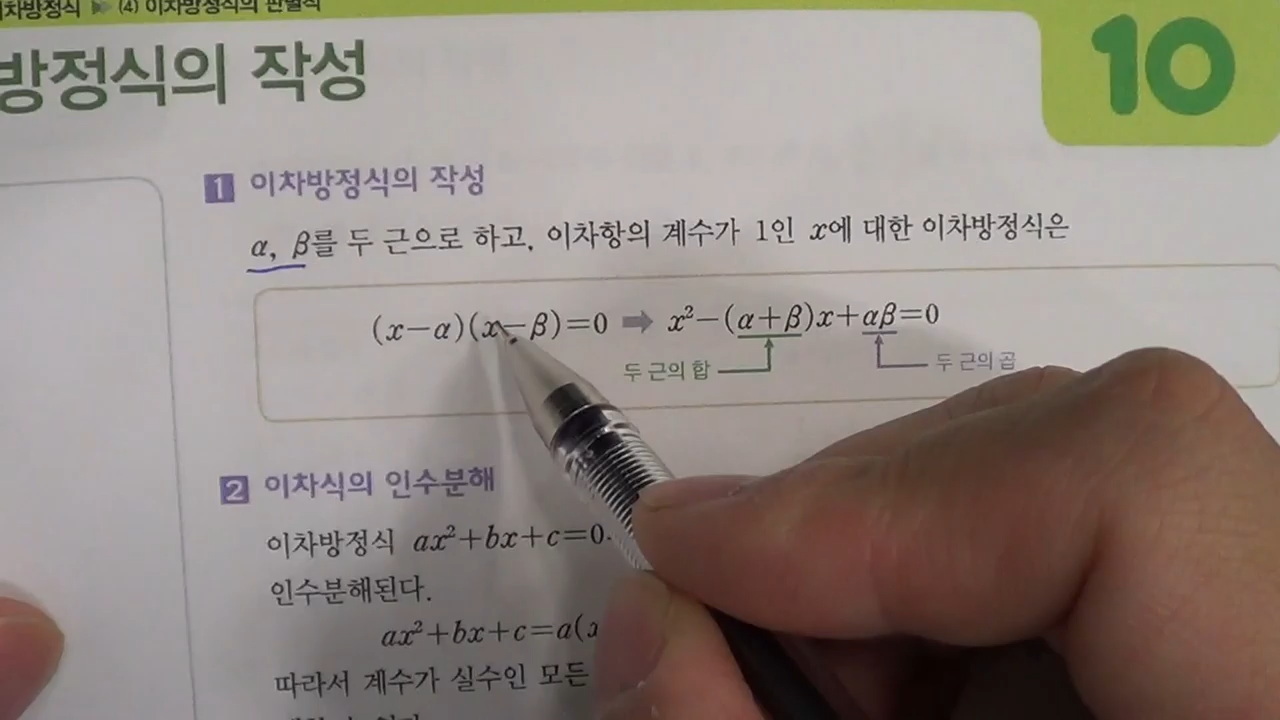 이차방정식 ▶ (4) 이차방정식의 판별식
방정식의 작성
10
1 이차방정식의 작성
α, β를 두 근으로 하고, 이차항의 계수가 1인 x에 대한 이차방정식은
(x−α)(x−β)=0 ➡ x²−(α+β)x+αβ=0
두 근의 합
두 근의 곱
2 이차식의 인수분해
이차방정식 ax²+bx+c=0
인수분해된다.
ax²+bx+c=a(x
따라서 계수가 실수인 모든